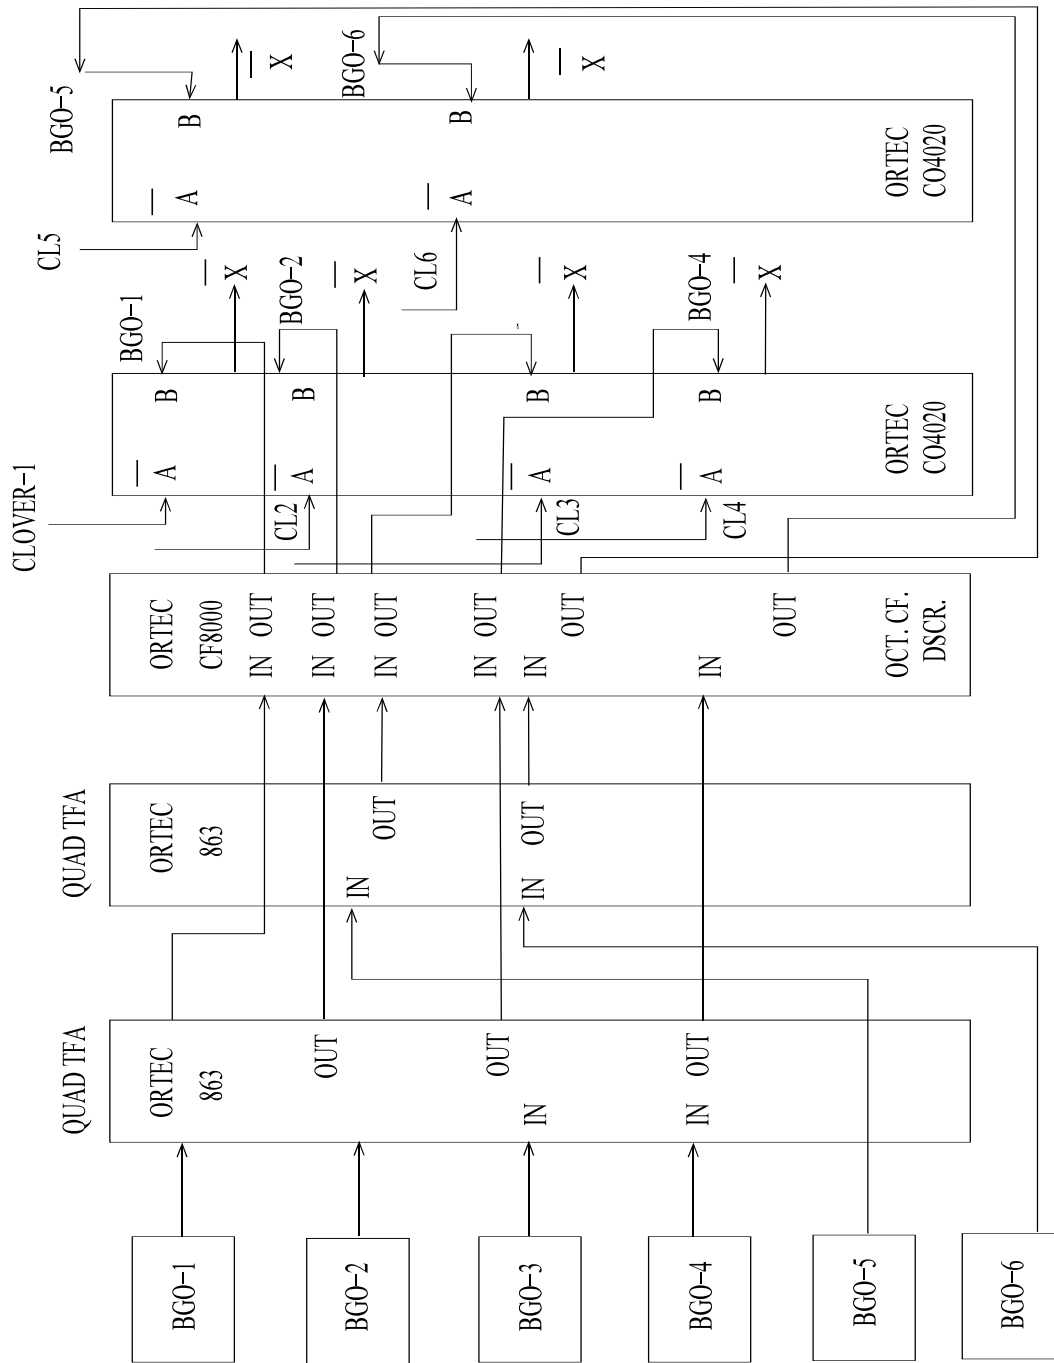 BGO-1
BGO-2
BGO-3
BGO-4
BGO-5
BGO-6
QUAD TFA
ORTEC
863
OUT
OUT
IN
IN OUT
QUAD TFA
ORTEC
863
IN
OUT
IN OUT
ORTEC
CF8000
IN OUT
IN OUT
IN OUT
IN OUT
IN
OUT
IN
OUT
OCT. CF.
DSCR.
CLOVER-1
CL2
CL3
CL4
A
B
A
B
A
B
A
B
ORTEC
CO4020
BGO-1
X
BGO-2
X
X
BGO-4
X
CL5
CL6
A
B
A
B
ORTEC
CO4020
BGO-5
X
BGO-6
X